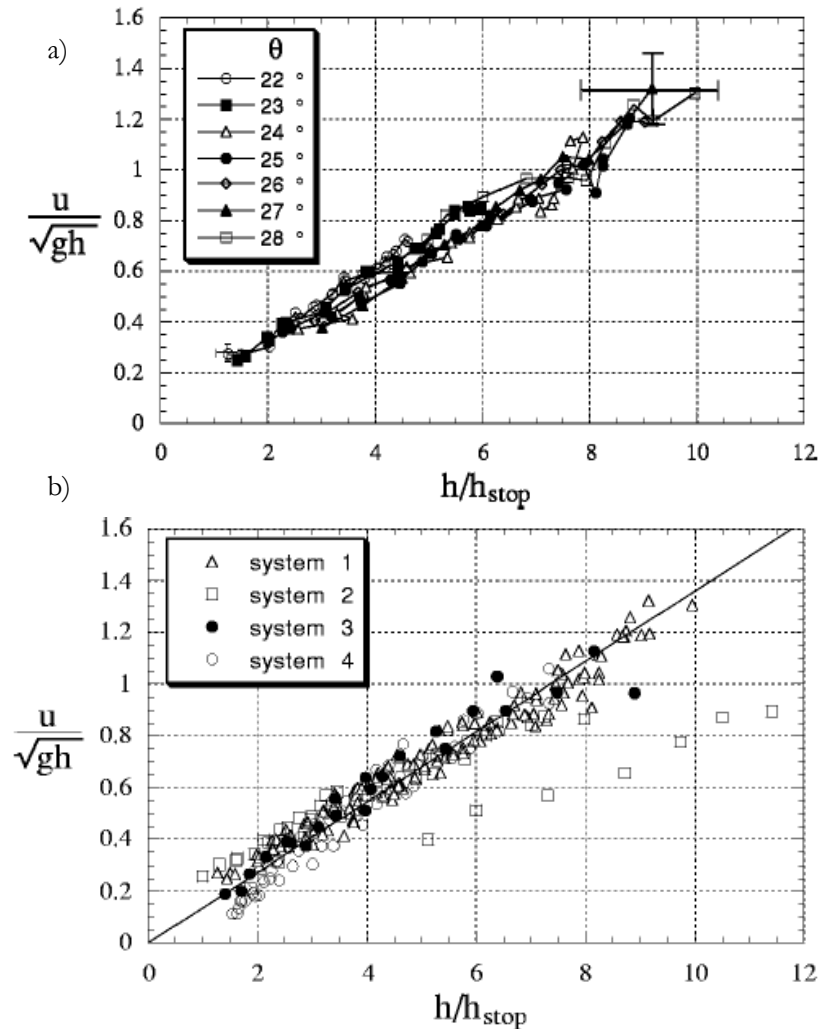 a)
1.6
1.4
1.2
1
0.8
0.6
0.4
0.2
0
θ
22 °
23 °
24 °
25 °
26 °
27 °
28 °
u
√gh
0 2 4 6 8 10 12
h/hstop
b)
1.6
1.4
1.2
1
0.8
0.6
0.4
0.2
0
system 1
system 2
system 3
system 4
u
√gh
0 2 4 6 8 10 12
h/hstop